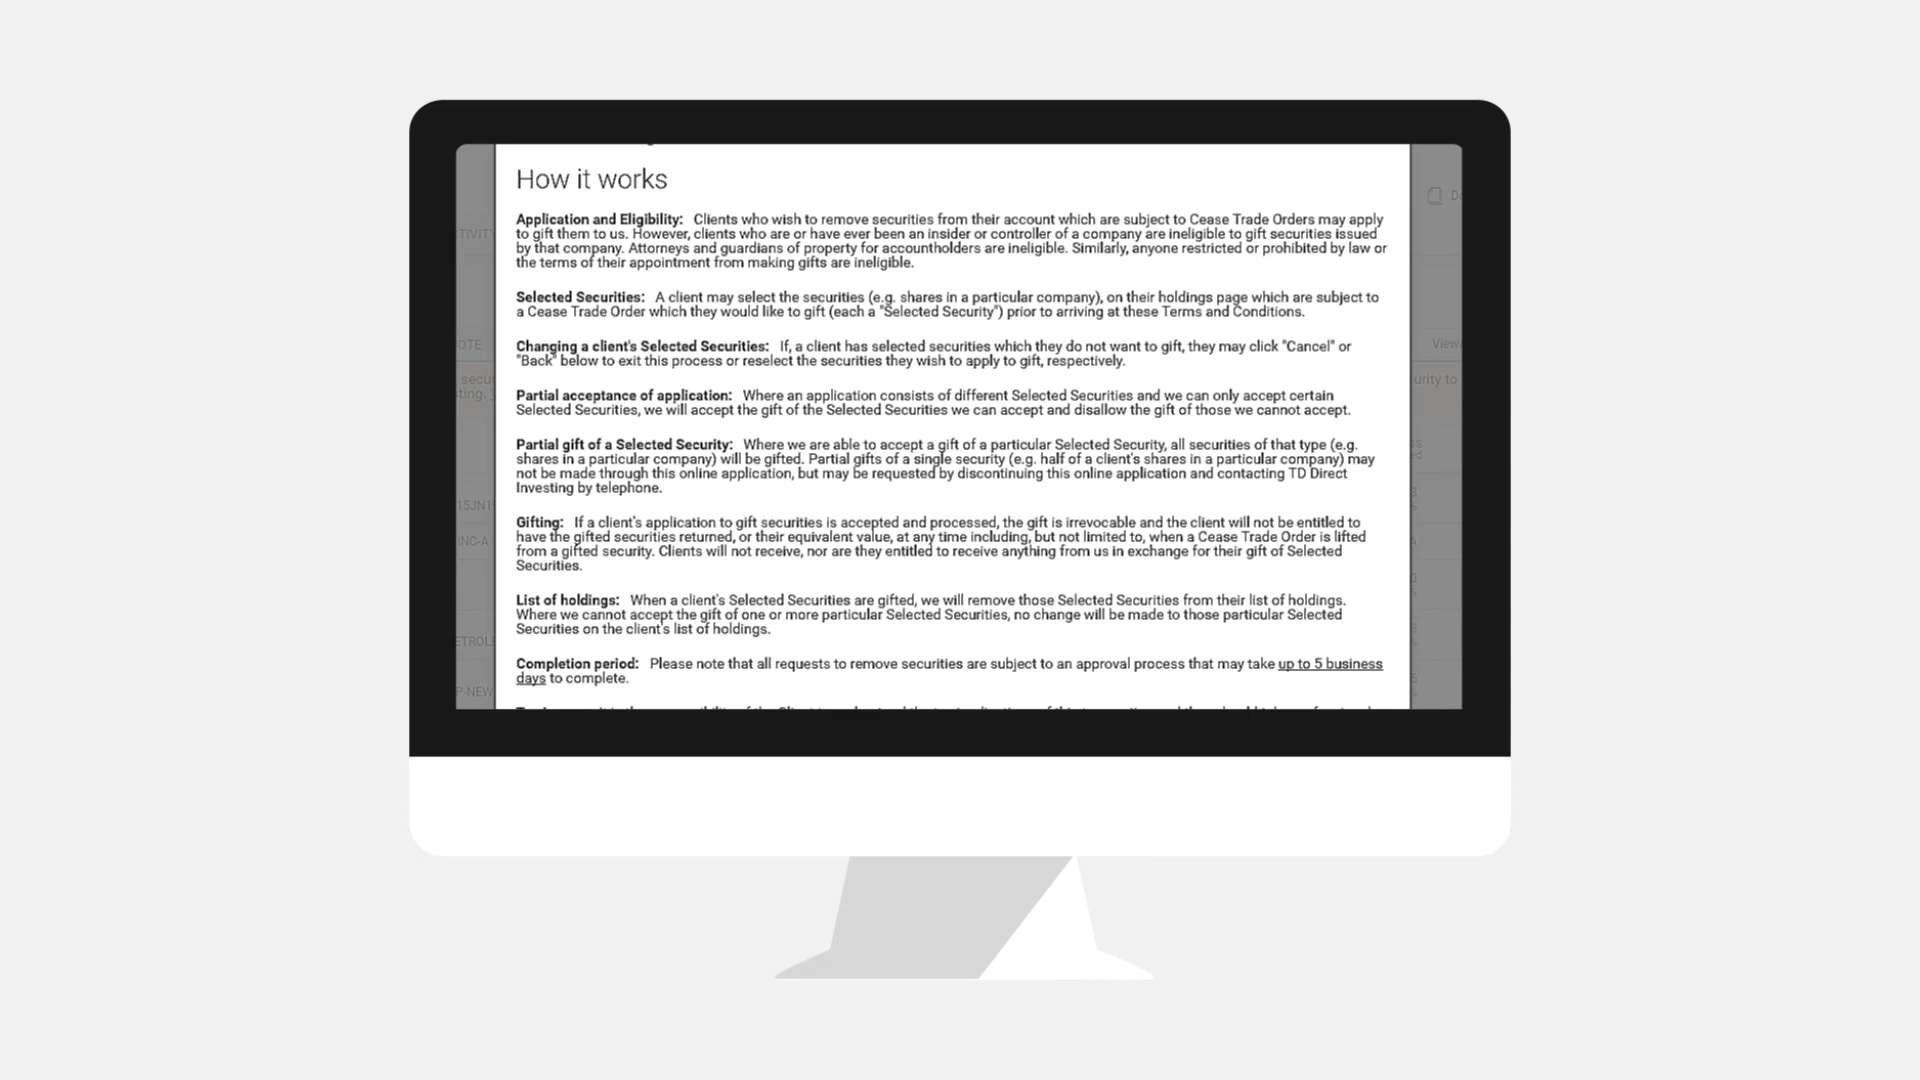 How it works
Application and Eligibility: Clients who wish to remove securities from their account which are subject to Cease Trade Orders may apply
to gift them to us. However, clients who are or have ever been an insider or controller of a company are ineligible to gift securities issued
by that company. Attorneys and guardians of property for accountholders are ineligible. Similarly, anyone restricted or prohibited by law or
the terms of their appointment from making gifts are ineligible.
Selected Securities: A client may select the securities (e.g. shares in a particular company), on their holdings page which are subject to
a Cease Trade Order which they would like to gift (each a "Selected Security") prior to arriving at these Terms and Conditions.
Changing a client's Selected Securities: If, a client has selected securities which they do not want to gift, they may click "Cancel" or
"Back" below to exit this process or reselect the securities they wish to apply to gift, respectively.
Partial acceptance of application: Where an application consists of different Selected Securities and we can only accept certain
Selected Securities, we will accept the gift of the Selected Securities we can accept and disallow the gift of those we cannot accept.
Partial gift of a Selected Security: Where we are able to accept a gift of a particular Selected Security, all securities of that type (e.g.
shares in a particular company) will be gifted. Partial gifts of a single security (e.g. half of a client's shares in a particular company) may
not be made through this online application, but may be requested by discontinuing this online application and contacting TD Direct
Investing by telephone.
Gifting: If a client's application to gift securities is accepted and processed, the gift is irrevocable and the client will not be entitled to
have the gifted securities returned, or their equivalent value, at any time including, but not limited to, when a Cease Trade Order is lifted
from a gifted security. Clients will not receive, nor are they entitled to receive anything from us in exchange for their gift of Selected
Securities.
List of holdings: When a client's Selected Securities are gifted, we will remove those Selected Securities from their list of holdings.
Where we cannot accept the gift of one or more particular Selected Securities, no change will be made to those particular Selected
Securities on the client's list of holdings.
Completion period: Please note that all requests to remove securities are subject to an approval process that may take up to 5 business
days to complete.